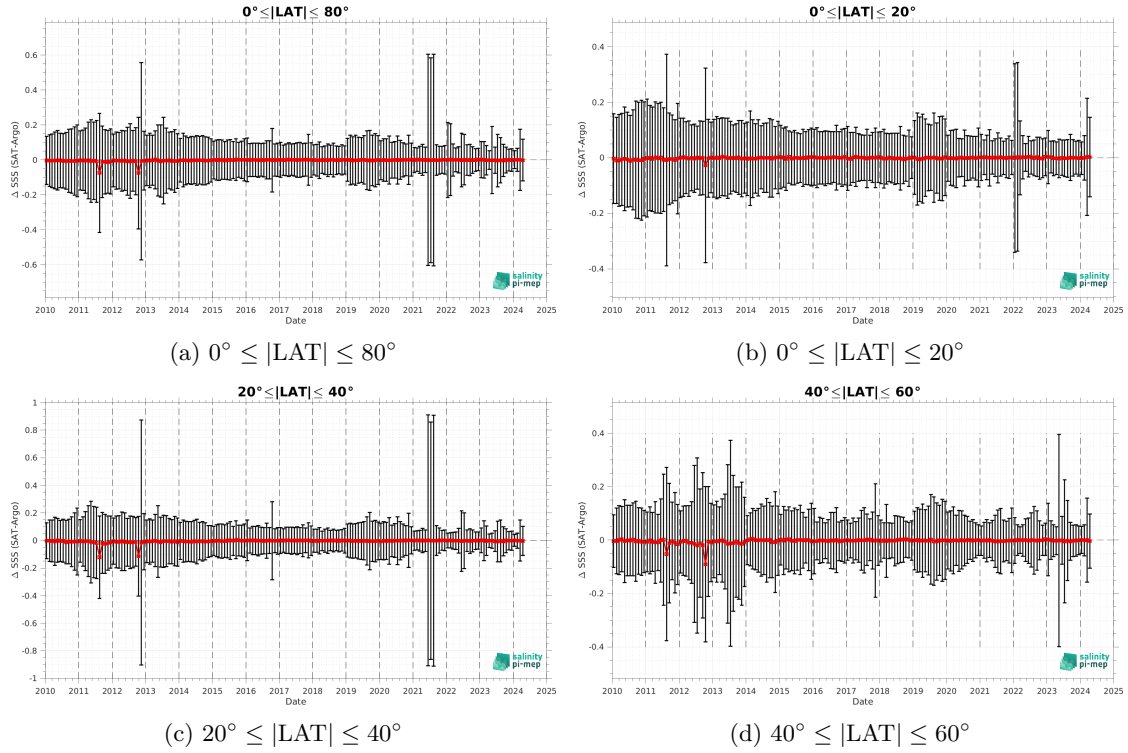 0°≤|LAT|≤ 80°
Δ SSS (SAT-Argo)
0.6
0.4
0.2
0
-0.2
-0.4
-0.6
2010 2011 2012 2013 2014 2015 2016 2017 2018 2019 2020 2021 2022 2023 2024 2025
Date
salinity
pi-mep
(a) 0° ≤ |LAT| ≤ 80°
0°≤|LAT|≤ 20°
Δ SSS (SAT-Argo)
0.4
0.2
0
-0.2
-0.4
2010 2011 2012 2013 2014 2015 2016 2017 2018 2019 2020 2021 2022 2023 2024 2025
Date
salinity
pi-mep
(b) 0° ≤ |LAT| ≤ 20°
20°≤|LAT|≤ 40°
Δ SSS (SAT-Argo)
1
0.8
0.6
0.4
0.2
0
-0.2
-0.4
-0.6
-0.8
-1
2010 2011 2012 2013 2014 2015 2016 2017 2018 2019 2020 2021 2022 2023 2024 2025
Date
salinity
pi-mep
(c) 20° ≤ |LAT| ≤ 40°
40°≤|LAT|≤ 60°
Δ SSS (SAT-Argo)
0.4
0.2
0
-0.2
-0.4
2010 2011 2012 2013 2014 2015 2016 2017 2018 2019 2020 2021 2022 2023 2024 2025
Date
salinity
pi-mep
(d) 40° ≤ |LAT| ≤ 60°